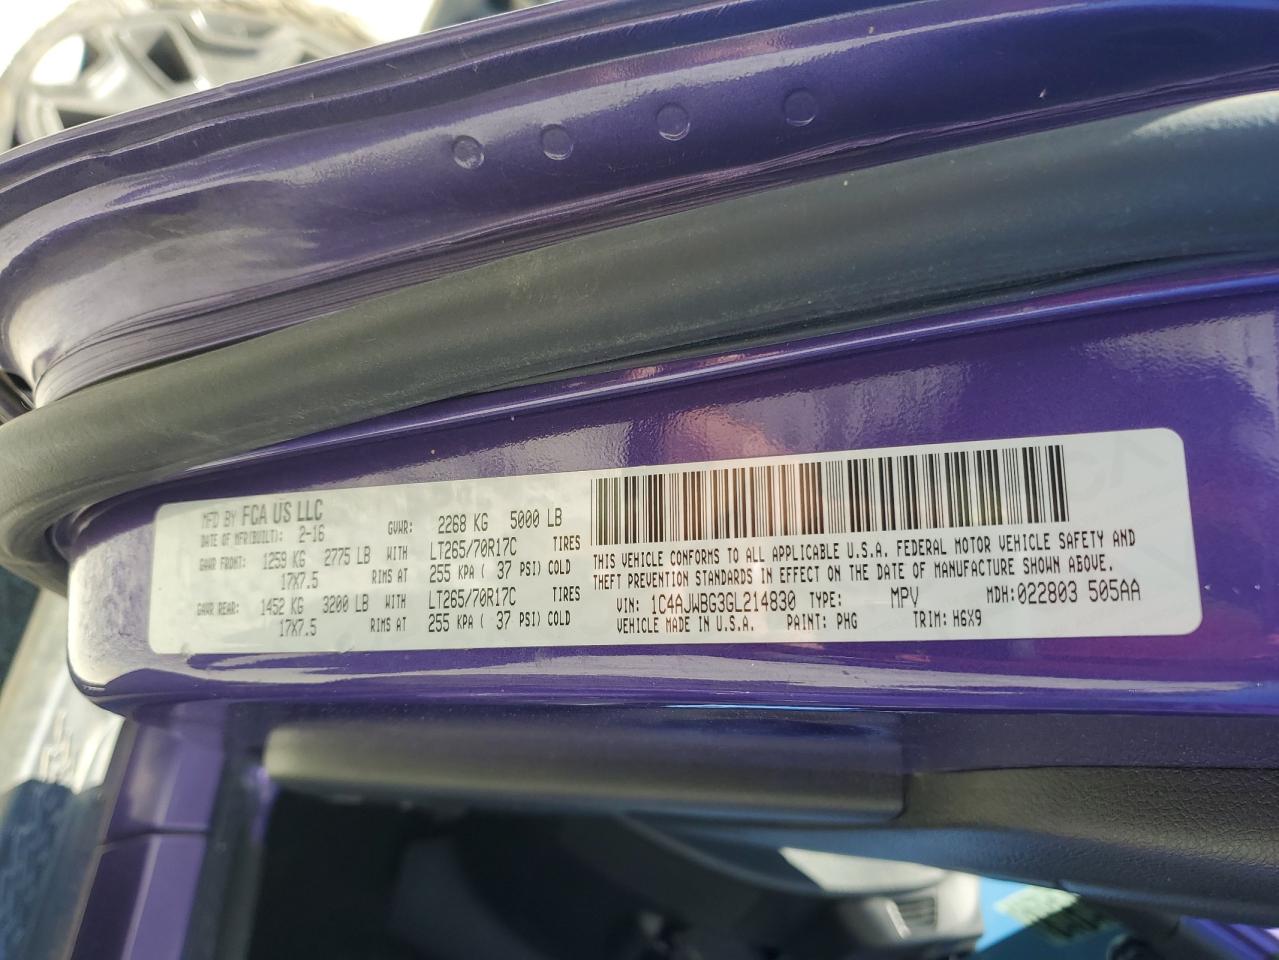 MFD BY FCA US LLC
DATE OF MFR(BUILT): 2-16 GVWR: 2268 KG 5000 LB
GAWR FRONT: 1259 KG 2775 LB WITH LT265/70R17C TIRES
17X7.5 RIMS AT 255 KPA ( 37 PSI) COLD
GAWR REAR: 1452 KG 3200 LB WITH LT265/70R17C TIRES
17X7.5 RIMS AT 255 KPA ( 37 PSI) COLD
THIS VEHICLE CONFORMS TO ALL APPLICABLE U.S.A. FEDERAL MOTOR VEHICLE SAFETY AND
THEFT PREVENTION STANDARDS IN EFFECT ON THE DATE OF MANUFACTURE SHOWN ABOVE.
VIN: 1C4AJWBG3GL214830 TYPE: MPV MDH:022803 505AA
VEHICLE MADE IN U.S.A. PAINT: PHG TRIM: H6X9